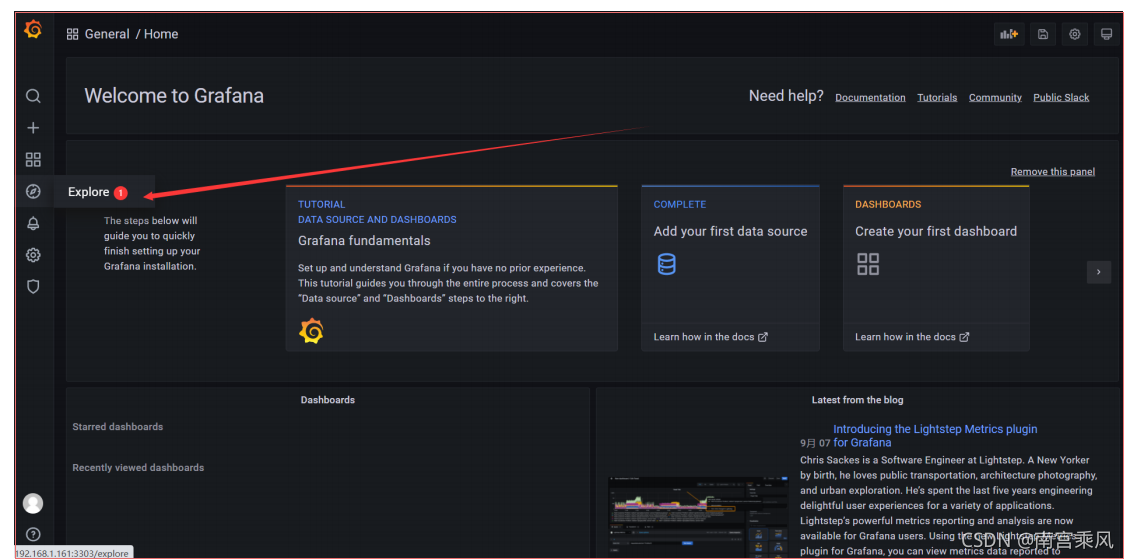 General / Home
Welcome to Grafana
Need help? Documentation Tutorials Community Public Slack
Remove this panel
Explore 1
The steps below will
guide you to quickly
finish setting up your
Grafana installation.
TUTORIAL
DATA SOURCE AND DASHBOARDS
Grafana fundamentals
Set up and understand Grafana if you have no prior experience.
This tutorial guides you through the entire process and covers the
"Data source" and "Dashboards" steps to the right.
COMPLETE
Add your first data source
Learn how in the docs
DASHBOARDS
Create your first dashboard
Learn how in the docs
Dashboards
Starred dashboards
Recently viewed dashboards
Latest from the blog
Introducing the Lightstep Metrics plugin
9月 07 for Grafana
Chris Sackes is a Software Engineer at Lightstep. A New Yorker
by birth, he loves public transportation, architecture photography,
and urban exploration. He's spent the last five years engineering
delightful user experiences for a variety of applications.
Lightstep's powerful metrics reporting and analysis are now
available for Grafana users. Using the new Lightstep Metrics
plugin for Grafana, you can view metrics data reported to
192.168.1.161:3303/explore
CSDN @南宫乘风